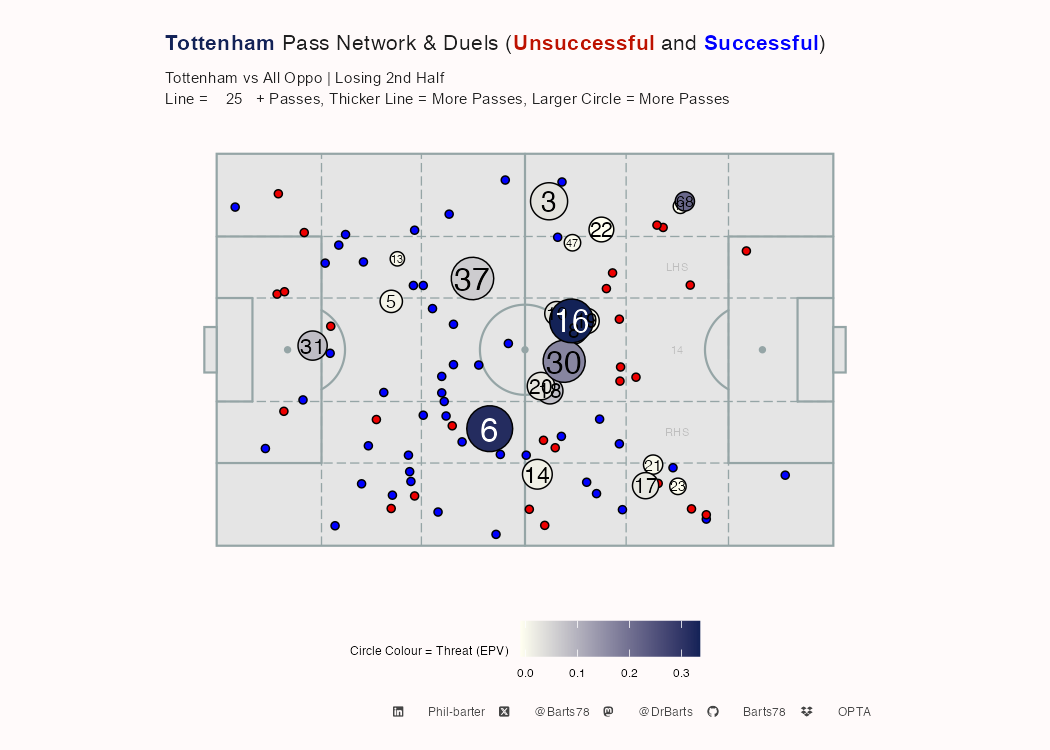 Tottenham Pass Network & Duels (Unsuccessful and Successful)
Tottenham vs All Oppo | Losing 2nd Half
Line = 25 + Passes, Thicker Line = More Passes, Larger Circle = More Passes
3
68
22
47
13
37
LHS
5
16
31
14
30
20
18
6
RHS
14
21
17
23
Circle Colour = Threat (EPV)
0.0 0.1 0.2 0.3
Phil-barter @Barts78 @DrBarts Barts78 OPTA